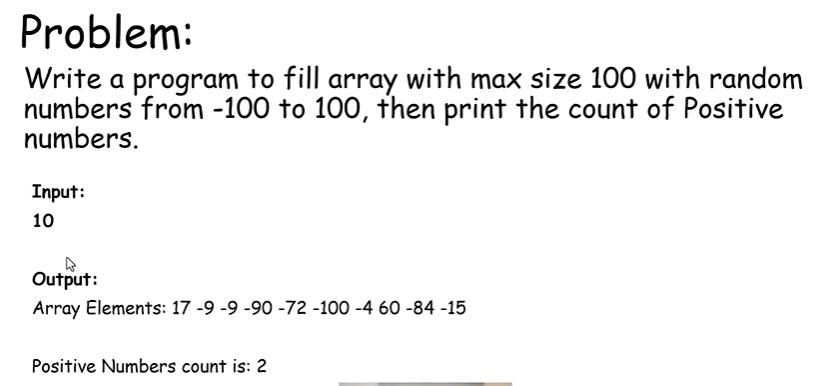 Problem:
Write a program to fill array with max size 100 with random
numbers from -100 to 100, then print the count of Positive
numbers.
Input:
10
Output:
Array Elements: 17 -9 -9 -90 -72 -100 -4 60 -84 -15
Positive Numbers count is: 2